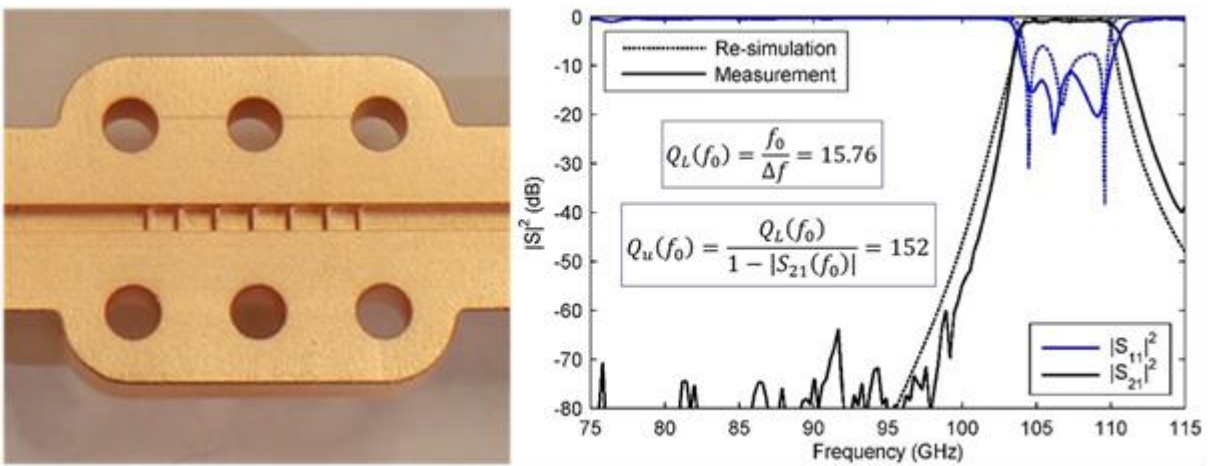 0
-10
-20
-30
-40
-50
-60
-70
-80
|S|² (dB)
Re-simulation
Measurement
Q_L(f_0) = f_0/Δf = 15.76
Q_u(f_0) = Q_L(f_0)/(1 − |S_21(f_0)|) = 152
|S_11|²
|S_21|²
75 80 85 90 95 100 105 110 115
Frequency (GHz)